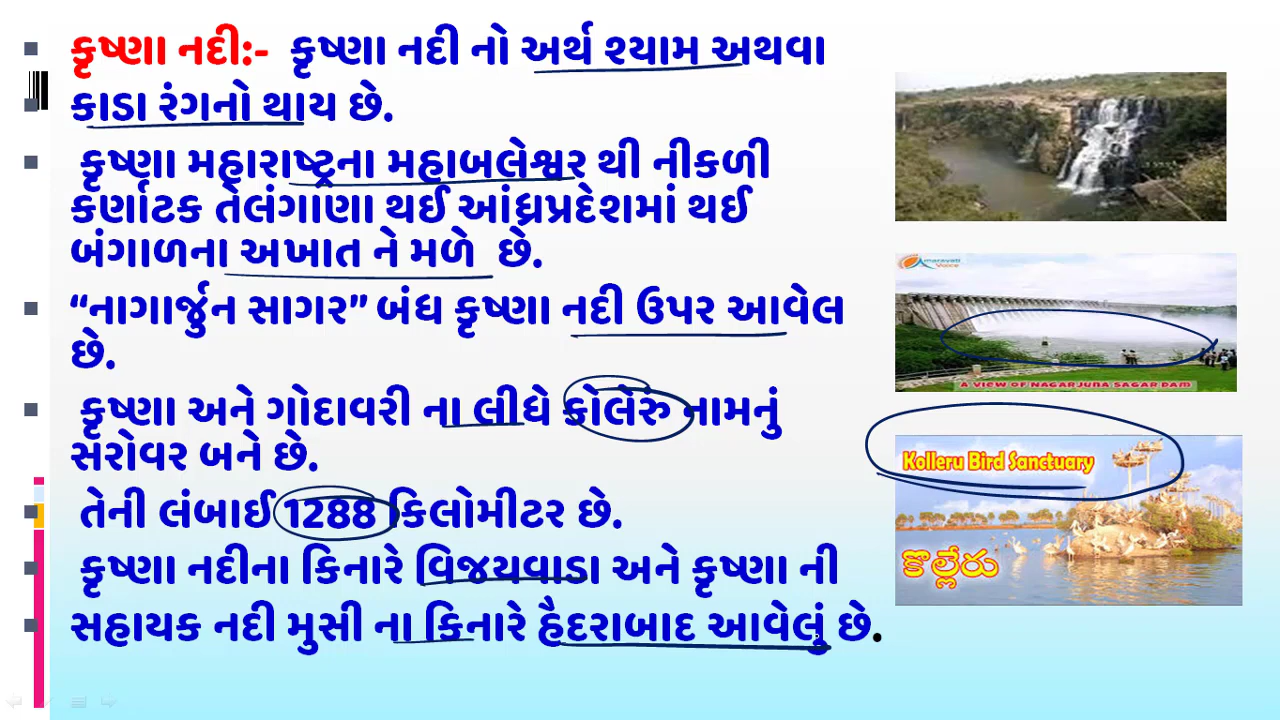 કૃષ્ણા નદી:- કૃષ્ણા નદી નો અર્થ શ્યામ અથવા
કાડા રંગનો થાય છે.
કૃષ્ણા મહારાષ્ટ્રના મહાબલેશ્વર થી નીકળી
કર્ણાટક તેલંગાણા થઈ આંધ્રપ્રદેશમાં થઈ
બંગાળના અખાત ને મળે છે.
“નાગાર્જુન સાગર” બંધ કૃષ્ણા નદી ઉપર આવેલ
છે.
કૃષ્ણા અને ગોદાવરી ના લીધે કોલેરું નામનું
સરોવર બને છે.
તેની લંબાઈ 1288 કિલોમીટર છે.
કૃષ્ણા નદીના કિનારે વિજયવાડા અને કૃષ્ણા ની
સહાયક નદી મુસી ના કિનારે હૈદરાબાદ આવેલું છે.
amaravati
Voice
A VIEW OF NAGARJUNA SAGAR DAM
Kolleru Bird Sanctuary
కొల్లేరు